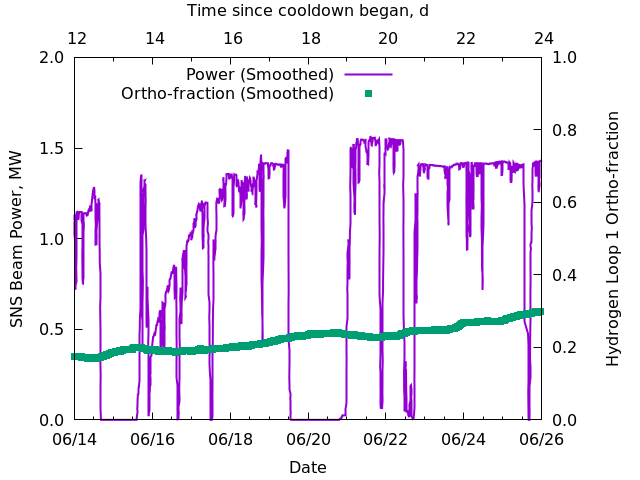 Time since cooldown began, d
12 14 16 18 20 22 24
2.0 1.0
Power (Smoothed)
Ortho-fraction (Smoothed)
0.8
1.5
0.6
1.0
0.4
0.5
0.2
0.0 0.0
SNS Beam Power, MW
Hydrogen Loop 1 Ortho-fraction
06/14 06/16 06/18 06/20 06/22 06/24 06/26
Date